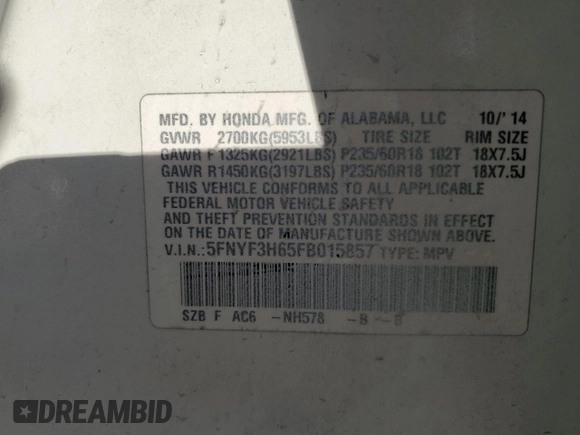 MFD. BY HONDA MFG. OF ALABAMA, LLC 10/'14
GVWR 2700KG(5953LBS) TIRE SIZE RIM SIZE
GAWR F 1325KG(2921LBS) P235/60R18 102T 18X7.5J
GAWR R 1450KG(3197LBS) P235/60R18 102T 18X7.5J
THIS VEHICLE CONFORMS TO ALL APPLICABLE
FEDERAL MOTOR VEHICLE SAFETY
AND THEFT PREVENTION STANDARDS IN EFFECT
ON THE DATE OF MANUFACTURE SHOWN ABOVE.
V.I.N.:5FNYF3H65FB015857 TYPE: MPV
SZB F AC6 -NH578 -B -B
DREAMBID